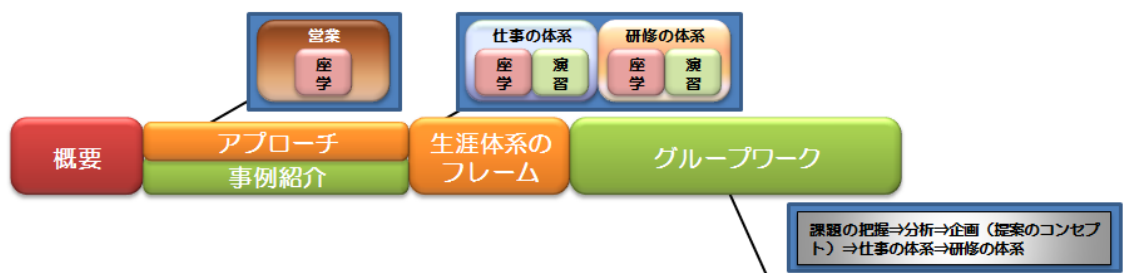 営業
座
学
仕事の体系
座
学
演
習
研修の体系
座
学
演
習
概要
アプローチ
事例紹介
生涯体系の
フレーム
グループワーク
課題の把握⇒分析⇒企画（提案のコンセプ
ト）⇒仕事の体系⇒研修の体系